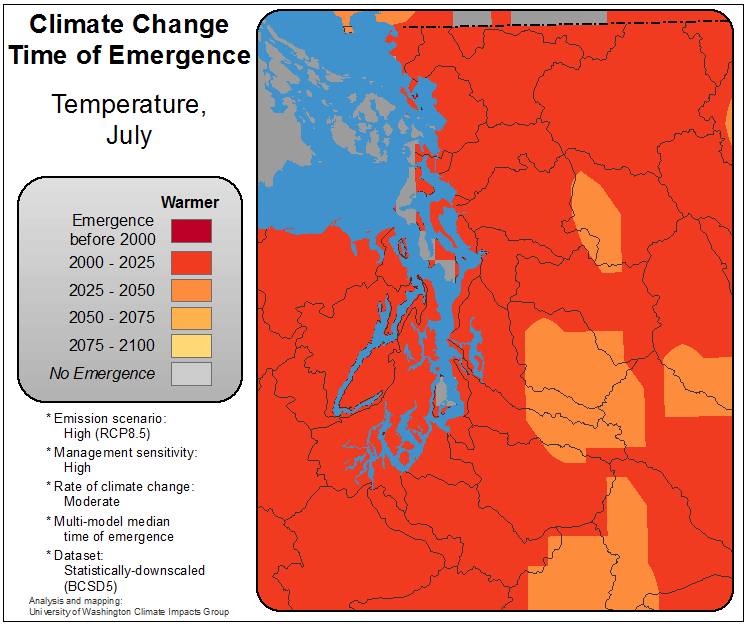 Climate Change
Time of Emergence
Temperature,
July
Warmer
Emergence
before 2000
2000 - 2025
2025 - 2050
2050 - 2075
2075 - 2100
No Emergence
* Emission scenario:
High (RCP8.5)
* Management sensitivity:
High
* Rate of climate change:
Moderate
* Multi-model median
time of emergence
* Dataset:
Statistically-downscaled
(BCSD5)
Analysis and mapping:
University of Washington Climate Impacts Group